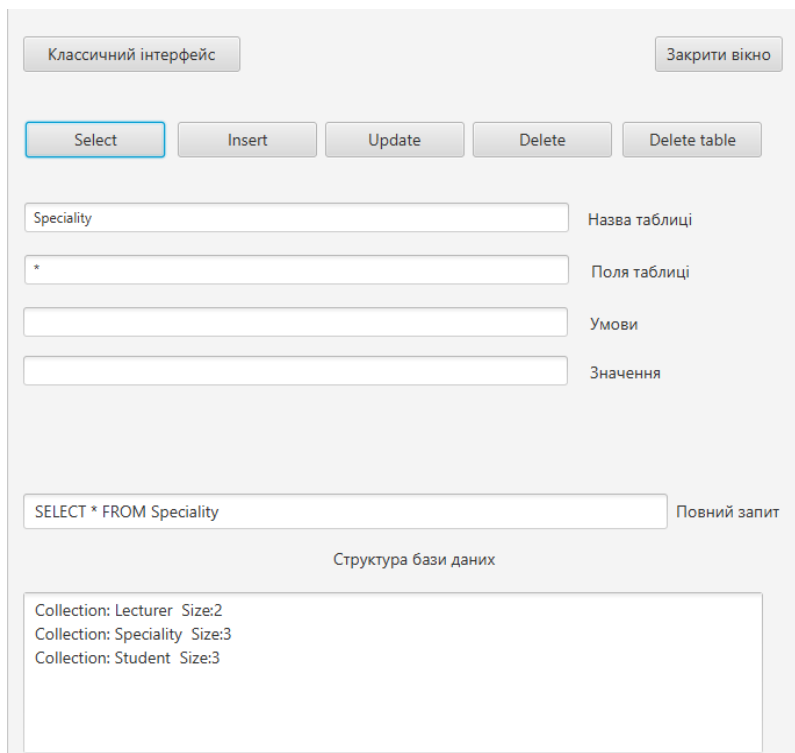 Классичний інтерфейс
Закрити вікно
Select
Insert
Update
Delete
Delete table
Speciality
Назва таблиці
*
Поля таблиці
Умови
Значення
SELECT * FROM Speciality
Повний запит
Структура бази даних
Collection: Lecturer  Size:2
Collection: Speciality  Size:3
Collection: Student  Size:3